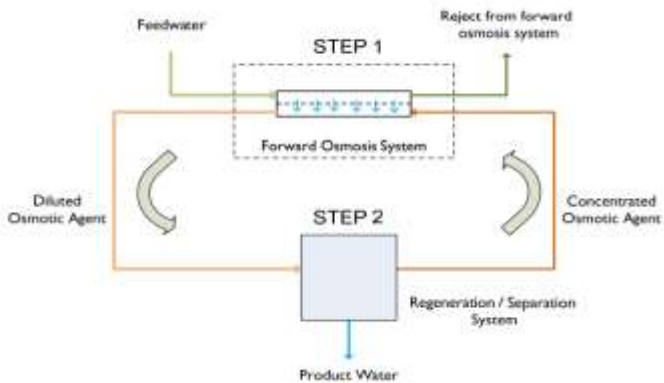 Feedwater
STEP 1
Reject from forward
osmosis system
Forward Osmosis System
Diluted
Osmotic Agent
Concentrated
Osmotic Agent
STEP 2
Regeneration / Separation
System
Product Water